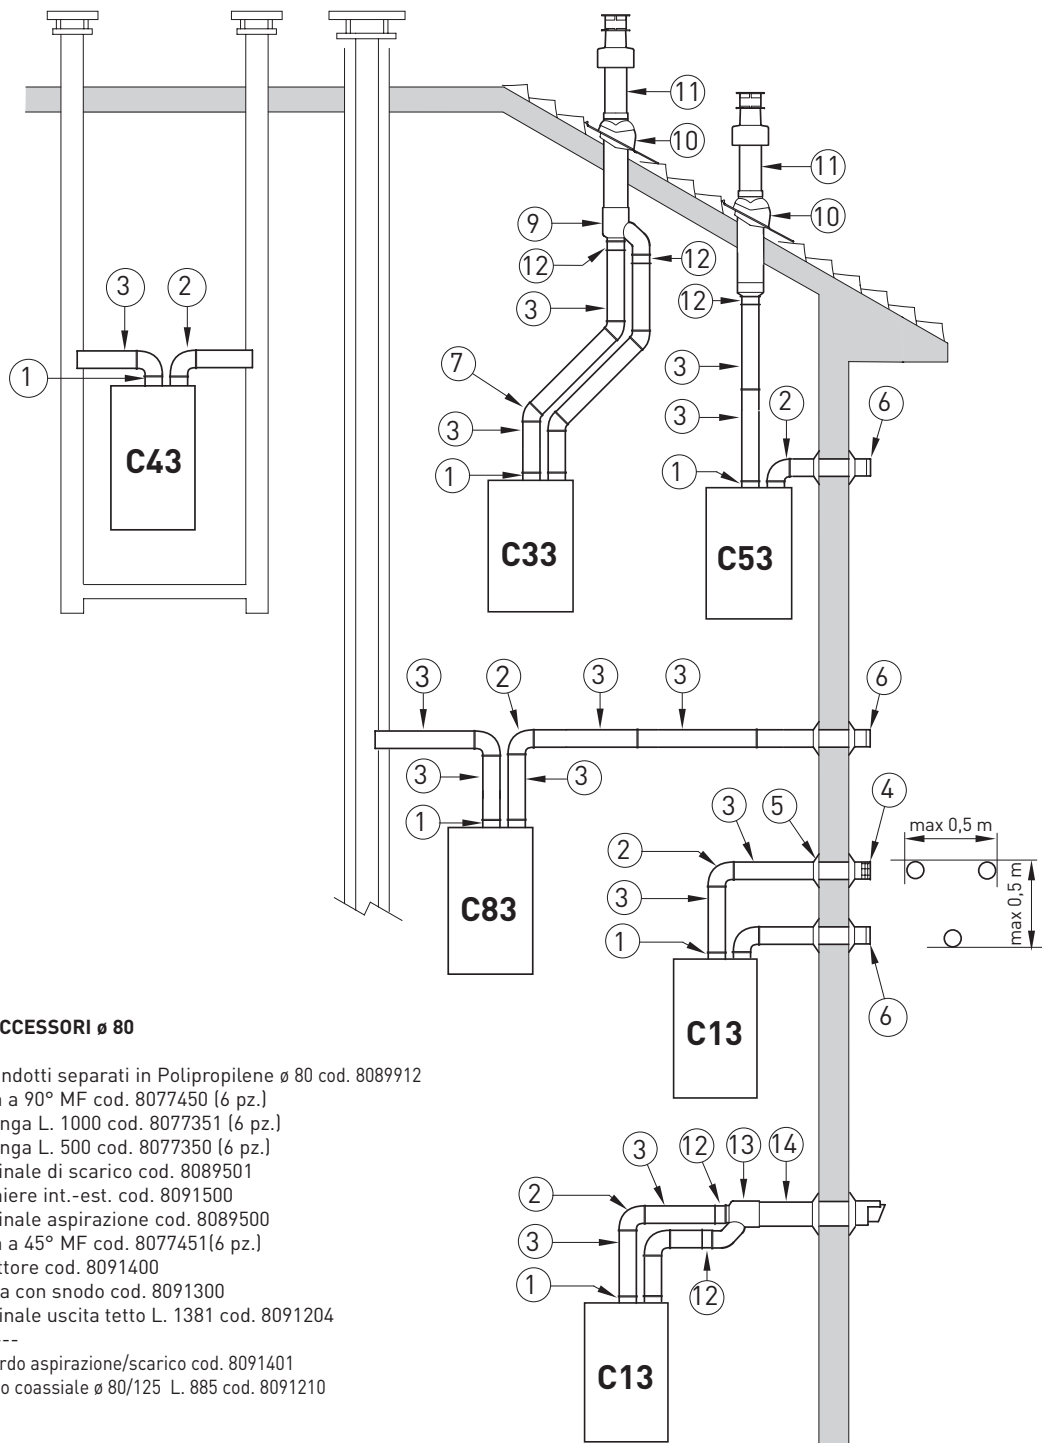 11
10
11
9
10
12
12
3
2
3
12
1
7
3
3
2
6
3
3
C43
1
1
C33
C53
3
2
3
3
6
3
3
4
3
5
max 0,5 m
1
2
max 0,5 m
3
C83
1
6
C13
CCESSORI ø 80
ndotti separati in Polipropilene ø 80 cod. 8089912
a 90° MF cod. 8077450 (6 pz.)
nga L. 1000 cod. 8077351 (6 pz.)
nga L. 500 cod. 8077350 (6 pz.)
inale di scarico cod. 8089501
niere int.-est. cod. 8091500
inale aspirazione cod. 8089500
a 45° MF cod. 8077451(6 pz.)
ttore cod. 8091400
a con snodo cod. 8091300
inale uscita tetto L. 1381 cod. 8091204
---
rdo aspirazione/scarico cod. 8091401
o coassiale ø 80/125 L. 885 cod. 8091210
3
12
13
14
2
3
1
12
C13